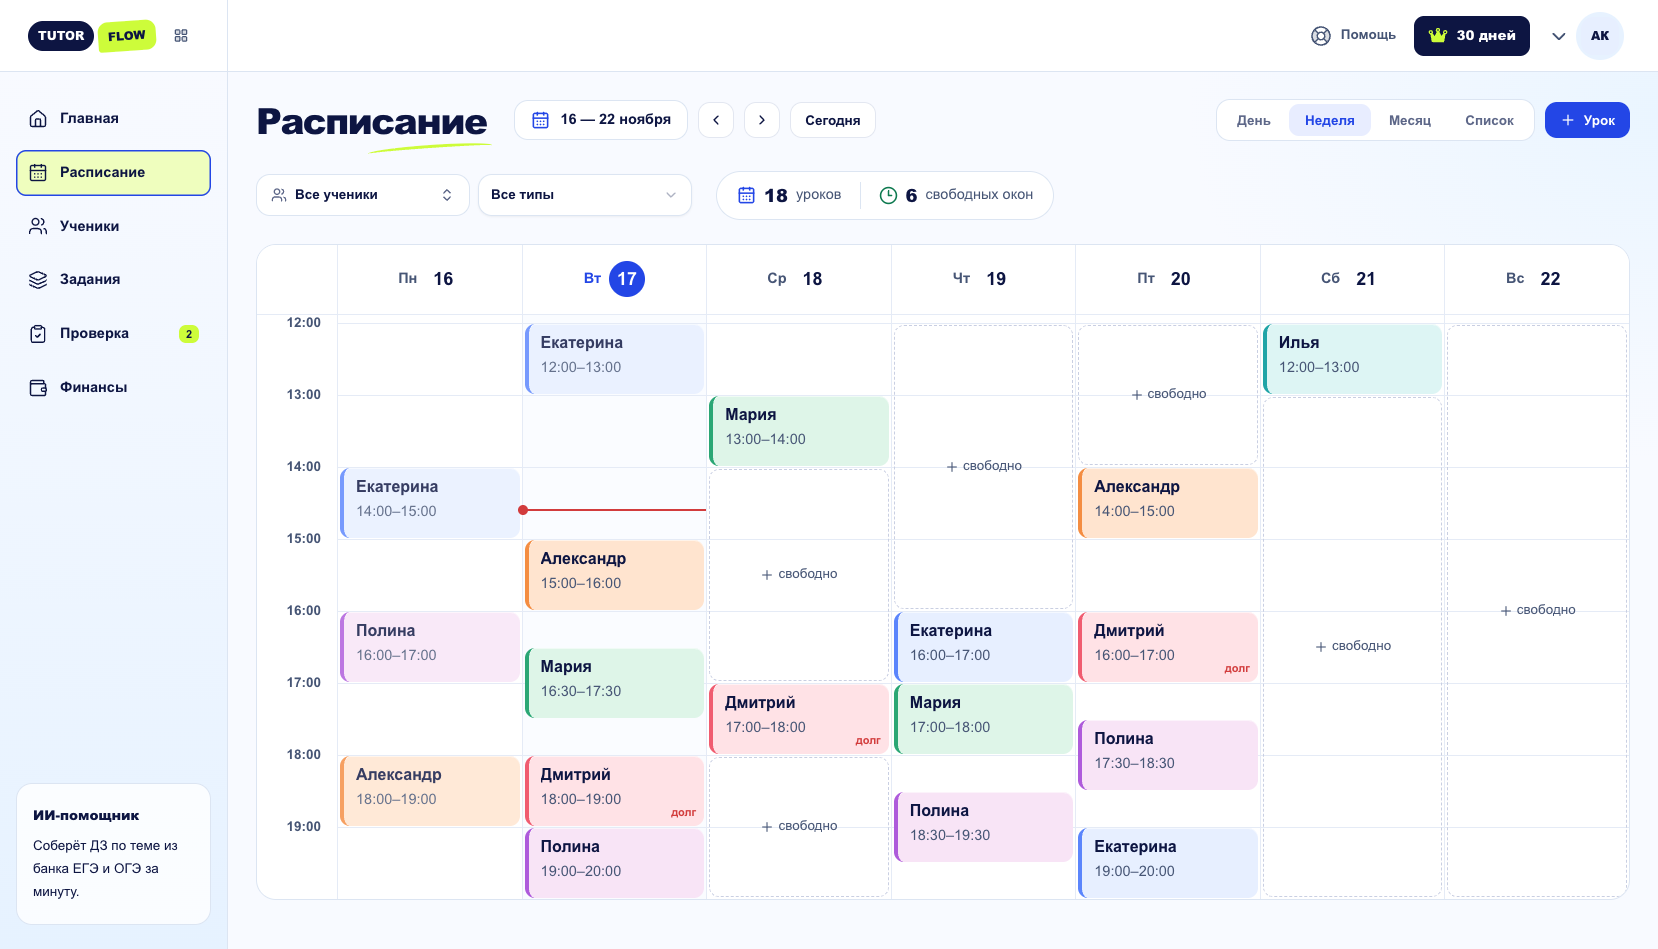 TUTOR FLOW
Помощь
30 дней
АК
Главная
Расписание
Ученики
Задания
Проверка 2
Финансы
ИИ-помощник
Соберёт ДЗ по теме из
банка ЕГЭ и ОГЭ за
минуту.
Расписание
16 — 22 ноября
Сегодня
День Неделя Месяц Список
+ Урок
Все ученики
Все типы
18 уроков
6 свободных окон
Пн 16
Вт 17
Ср 18
Чт 19
Пт 20
Сб 21
Вс 22
12:00
13:00
14:00
15:00
16:00
17:00
18:00
19:00
Екатерина
14:00–15:00
Полина
16:00–17:00
Александр
18:00–19:00
Екатерина
12:00–13:00
Александр
15:00–16:00
Мария
16:30–17:30
Дмитрий
18:00–19:00
долг
Полина
19:00–20:00
Мария
13:00–14:00
+ свободно
Дмитрий
17:00–18:00
долг
+ свободно
+ свободно
Екатерина
16:00–17:00
Мария
17:00–18:00
Полина
18:30–19:30
+ свободно
Александр
14:00–15:00
Дмитрий
16:00–17:00
долг
Полина
17:30–18:30
Екатерина
19:00–20:00
Илья
12:00–13:00
+ свободно
+ свободно